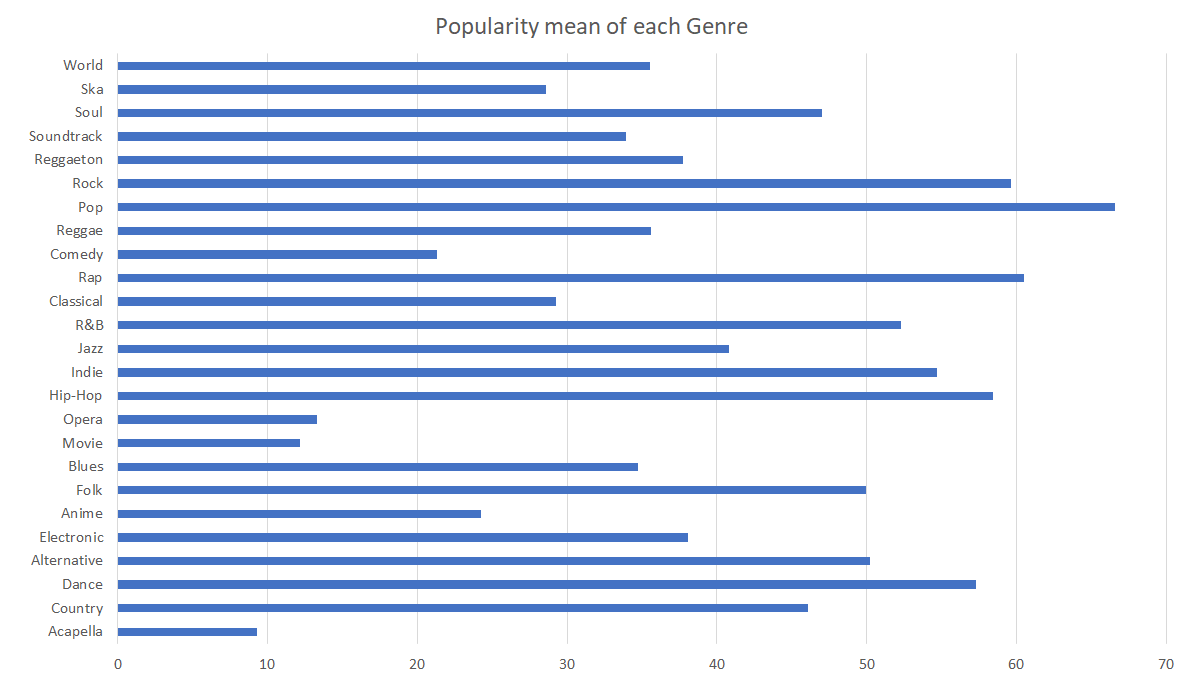 Popularity mean of each Genre
World
Ska
Soul
Soundtrack
Reggaeton
Rock
Pop
Reggae
Comedy
Rap
Classical
R&B
Jazz
Indie
Hip-Hop
Opera
Movie
Blues
Folk
Anime
Electronic
Alternative
Dance
Country
Acapella
0 10 20 30 40 50 60 70